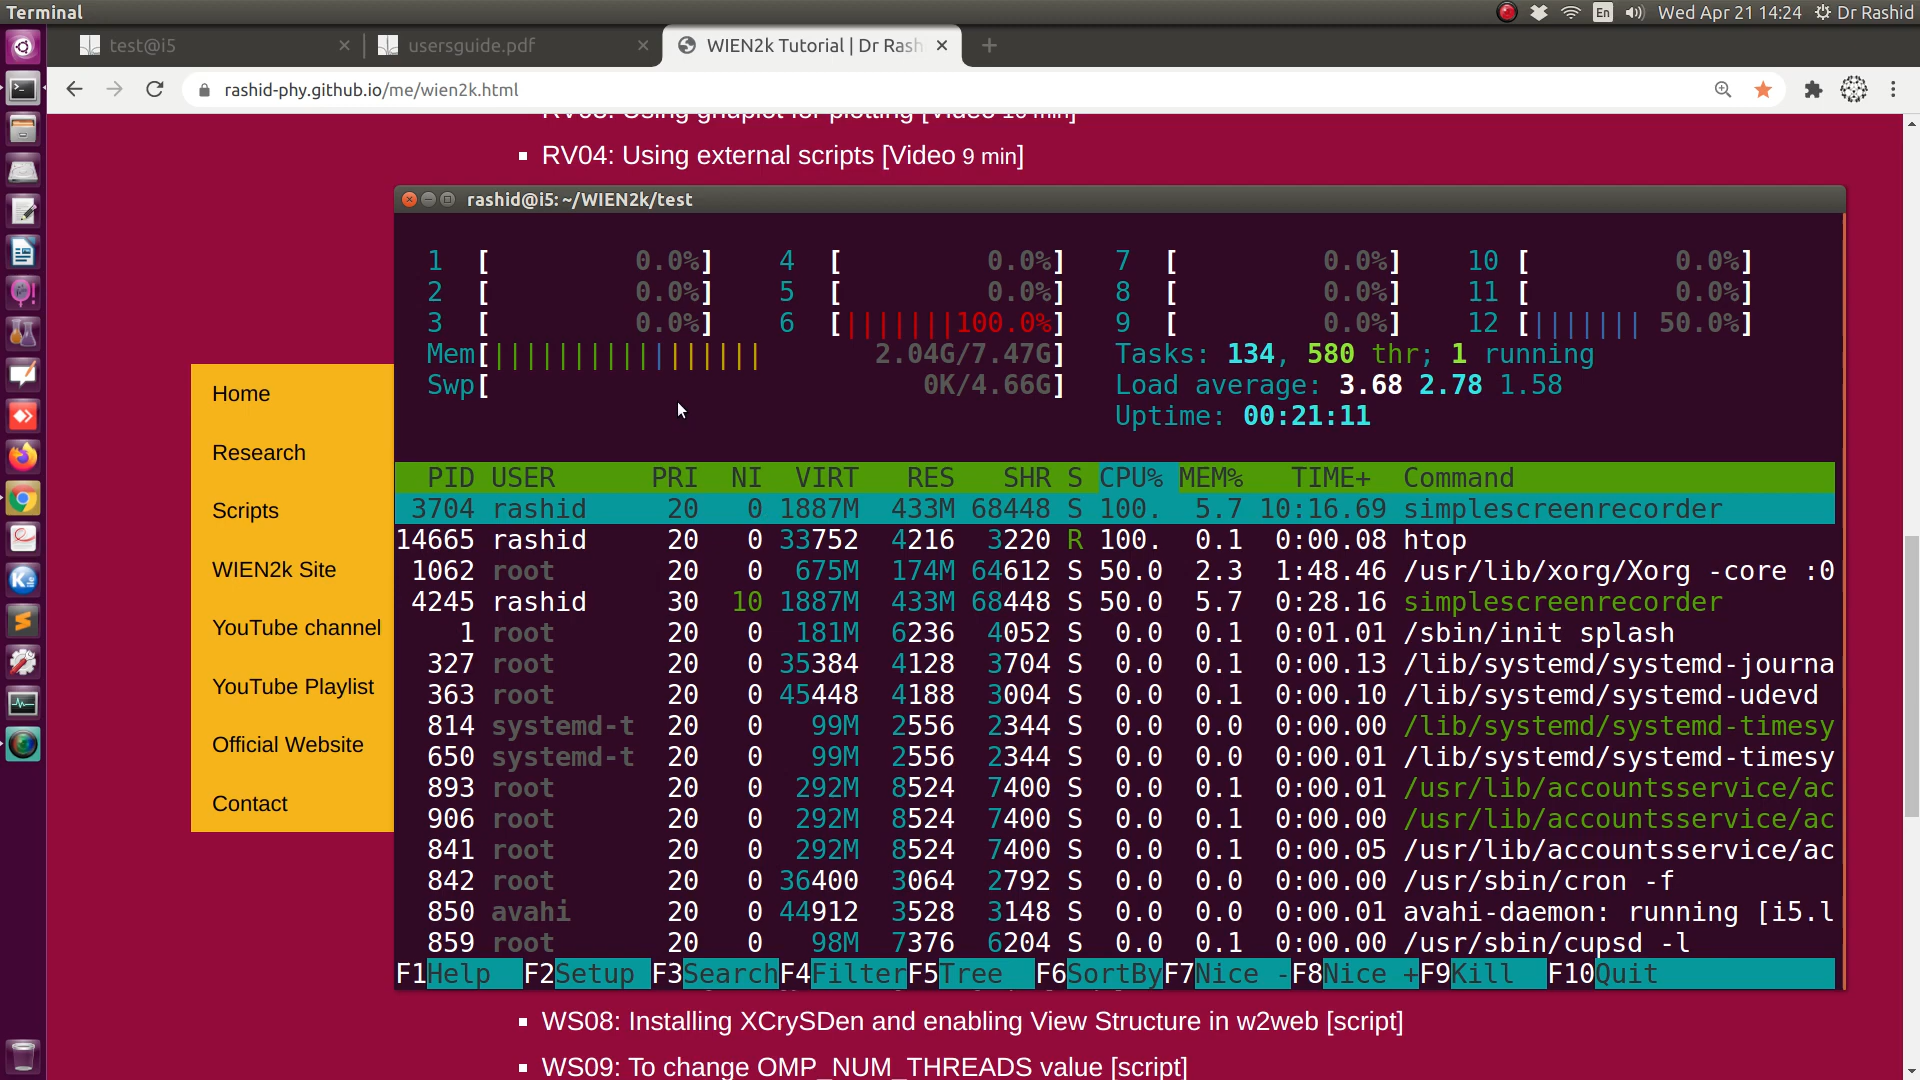 Terminal
En
Wed Apr 21 14:24
Dr Rashid
test@i5
usersguide.pdf
WIEN2k Tutorial | Dr Rash
rashid-phy.github.io/me/wien2k.html
RV03: Using gnuplot for plotting [Video 10 min]
RV04: Using external scripts [Video 9 min]
rashid@i5: ~/WIEN2k/test
1 [ 0.0%] 4 [ 0.0%] 7 [ 0.0%] 10 [ 0.0%]
2 [ 0.0%] 5 [ 0.0%] 8 [ 0.0%] 11 [ 0.0%]
3 [ 0.0%] 6 [|||||||100.0%] 9 [ 0.0%] 12 [||||||| 50.0%]
Mem[||||||||||||||||| 2.04G/7.47G] Tasks: 134, 580 thr; 1 running
Swp[ 0K/4.66G] Load average: 3.68 2.78 1.58
Uptime: 00:21:11
PID USER PRI NI VIRT RES SHR S CPU% MEM% TIME+ Command
3704 rashid 20 0 1887M 433M 68448 S 100. 5.7 10:16.69 simplescreenrecorder
14665 rashid 20 0 33752 4216 3220 R 100. 0.1 0:00.08 htop
1062 root 20 0 675M 174M 64612 S 50.0 2.3 1:48.46 /usr/lib/xorg/Xorg -core :0
4245 rashid 30 10 1887M 433M 68448 S 50.0 5.7 0:28.16 simplescreenrecorder
1 root 20 0 181M 6236 4052 S 0.0 0.1 0:01.01 /sbin/init splash
327 root 20 0 35384 4128 3704 S 0.0 0.1 0:00.13 /lib/systemd/systemd-journa
363 root 20 0 45448 4188 3004 S 0.0 0.1 0:00.10 /lib/systemd/systemd-udevd
814 systemd-t 20 0 99M 2556 2344 S 0.0 0.0 0:00.00 /lib/systemd/systemd-timesy
650 systemd-t 20 0 99M 2556 2344 S 0.0 0.0 0:00.01 /lib/systemd/systemd-timesy
893 root 20 0 292M 8524 7400 S 0.0 0.1 0:00.01 /usr/lib/accountsservice/ac
906 root 20 0 292M 8524 7400 S 0.0 0.1 0:00.00 /usr/lib/accountsservice/ac
841 root 20 0 292M 8524 7400 S 0.0 0.1 0:00.05 /usr/lib/accountsservice/ac
842 root 20 0 36400 3064 2792 S 0.0 0.0 0:00.00 /usr/sbin/cron -f
850 avahi 20 0 44912 3528 3148 S 0.0 0.0 0:00.01 avahi-daemon: running [i5.l
859 root 20 0 98M 7376 6204 S 0.0 0.1 0:00.00 /usr/sbin/cupsd -l
F1Help F2Setup F3SearchF4FilterF5Tree F6SortByF7Nice -F8Nice +F9Kill F10Quit
Home
Research
Scripts
WIEN2k Site
YouTube channel
YouTube Playlist
Official Website
Contact
WS08: Installing XCrySDen and enabling View Structure in w2web [script]
WS09: To change OMP_NUM_THREADS value [script]